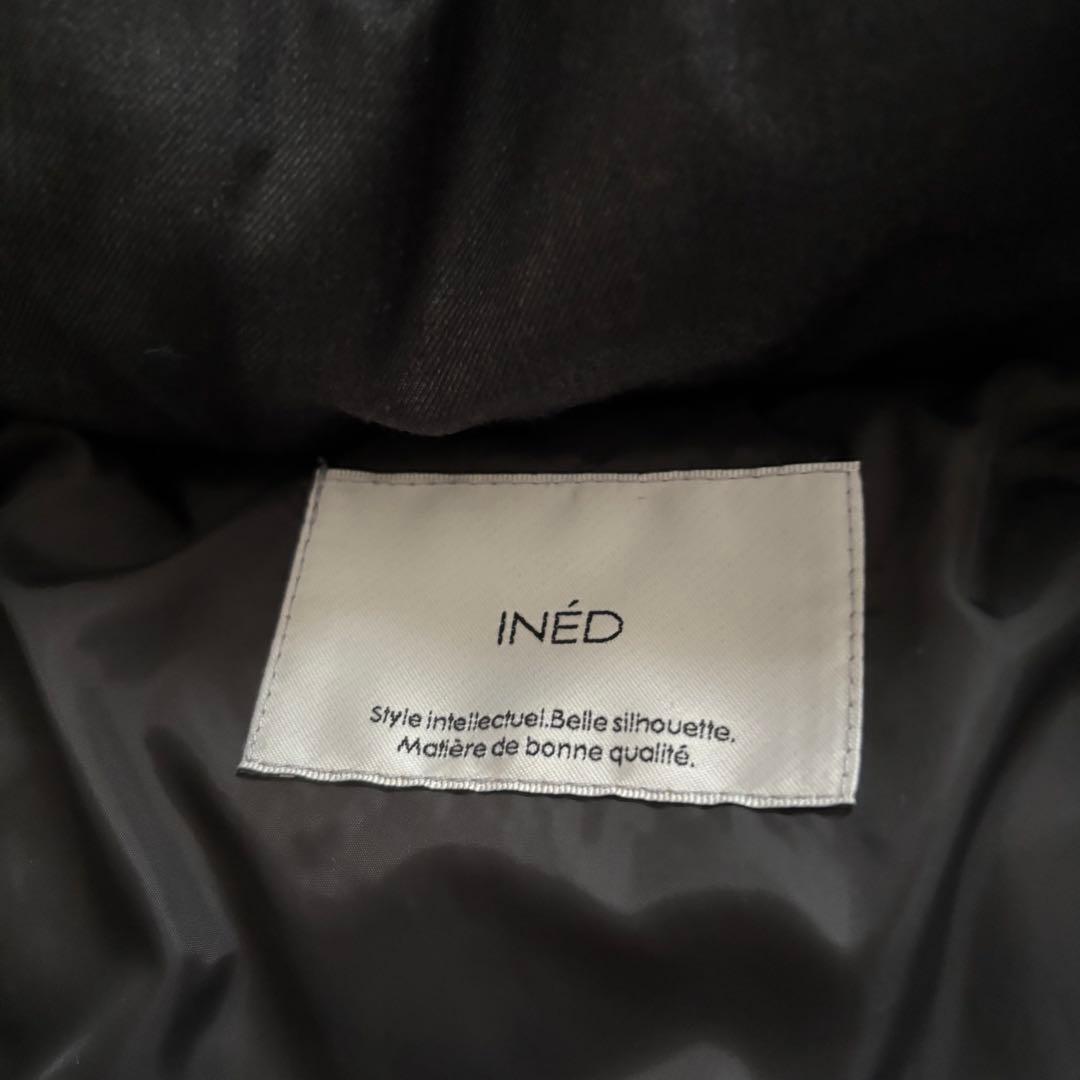 INÉD
Style intellectuel.Belle silhouette.
Matière de bonne qualité.